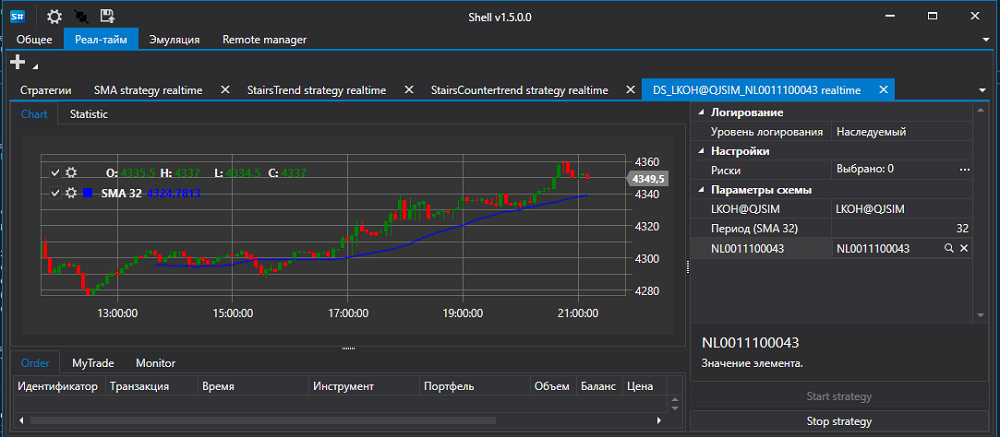 S# Shell v1.5.0.0
Общее Реал-тайм Эмуляция Remote manager
Стратегии SMA strategy realtime StairsTrend strategy realtime StairsCountertrend strategy realtime DS_LKOH@QJSIM_NL0011100043 realtime
Chart Statistic
O: 4335.5 H: 4337 L: 4334.5 C: 4337
SMA 32 4324.7813
4360
4349,5
4340
4320
4300
4280
13:00:00 15:00:00 17:00:00 19:00:00 21:00:00
Order MyTrade Monitor
Идентификатор Транзакция Время Инструмент Портфель Объем Баланс Цена
Логирование
Уровень логирования Наследуемый
Настройки
Риски Выбрано: 0 ...
Параметры схемы
LKOH@QJSIM LKOH@QJSIM
Период (SMA 32) 32
NL0011100043 NL0011100043
NL0011100043
Значение элемента.
Start strategy
Stop strategy